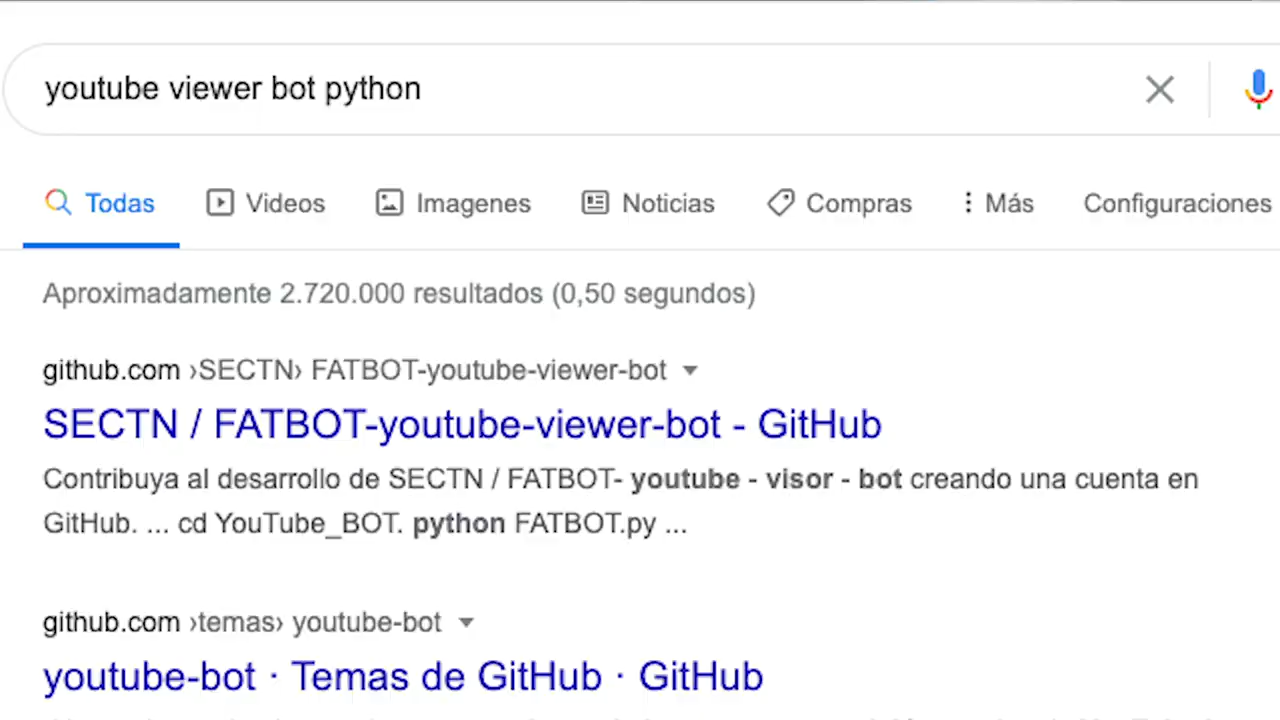 youtube viewer bot python
Todas Videos Imagenes Noticias Compras Más Configuraciones
Aproximadamente 2.720.000 resultados (0,50 segundos)
github.com ›SECTN› FATBOT-youtube-viewer-bot
SECTN / FATBOT-youtube-viewer-bot - GitHub
Contribuya al desarrollo de SECTN / FATBOT- youtube - visor - bot creando una cuenta en
GitHub. ... cd YouTube_BOT. python FATBOT.py ...
github.com ›temas› youtube-bot
youtube-bot · Temas de GitHub · GitHub